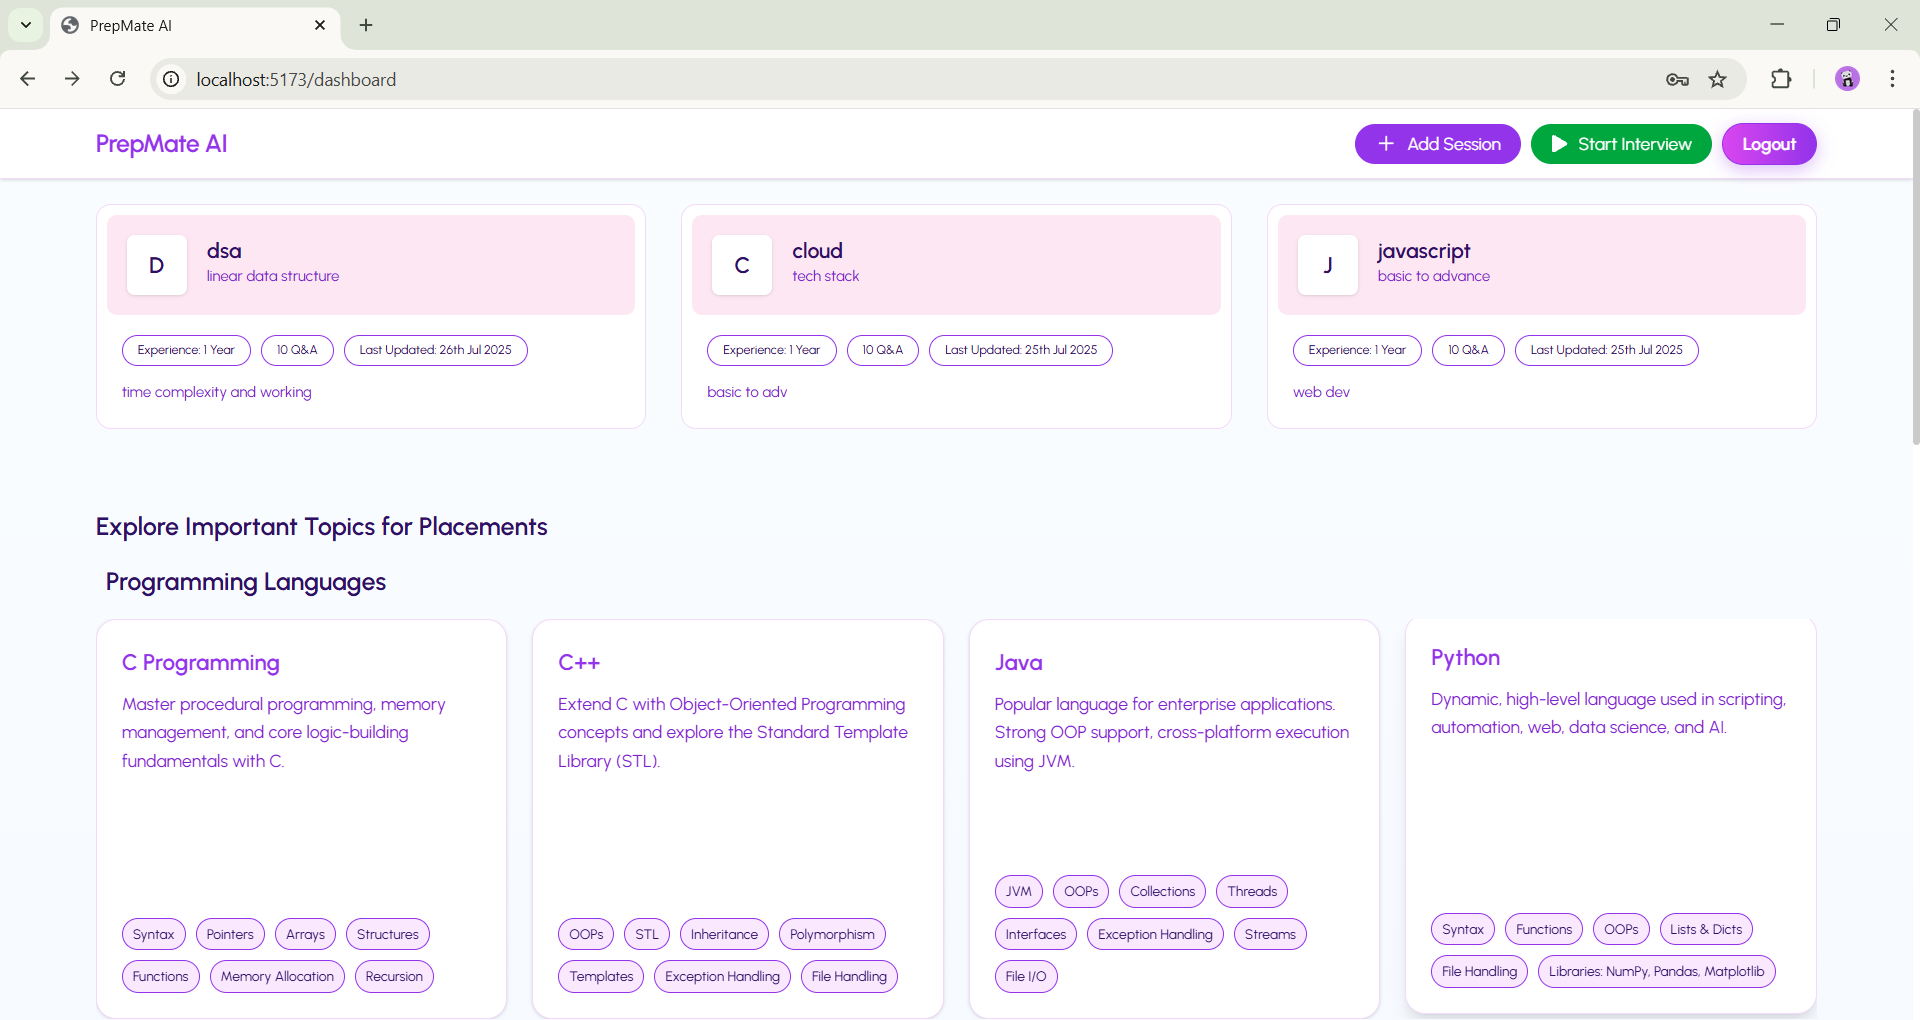 PrepMate AI
localhost:5173/dashboard
PrepMate AI
+ Add Session
Start Interview
Logout
D
dsa
linear data structure
Experience: 1 Year
10 Q&A
Last Updated: 26th Jul 2025
time complexity and working
C
cloud
tech stack
Experience: 1 Year
10 Q&A
Last Updated: 25th Jul 2025
basic to adv
J
javascript
basic to advance
Experience: 1 Year
10 Q&A
Last Updated: 25th Jul 2025
web dev
Explore Important Topics for Placements
Programming Languages
C Programming
Master procedural programming, memory
management, and core logic-building
fundamentals with C.
Syntax
Pointers
Arrays
Structures
Functions
Memory Allocation
Recursion
C++
Extend C with Object-Oriented Programming
concepts and explore the Standard Template
Library (STL).
OOPs
STL
Inheritance
Polymorphism
Templates
Exception Handling
File Handling
Java
Popular language for enterprise applications.
Strong OOP support, cross-platform execution
using JVM.
JVM
OOPs
Collections
Threads
Interfaces
Exception Handling
Streams
File I/O
Python
Dynamic, high-level language used in scripting,
automation, web, data science, and AI.
Syntax
Functions
OOPs
Lists & Dicts
File Handling
Libraries: NumPy, Pandas, Matplotlib